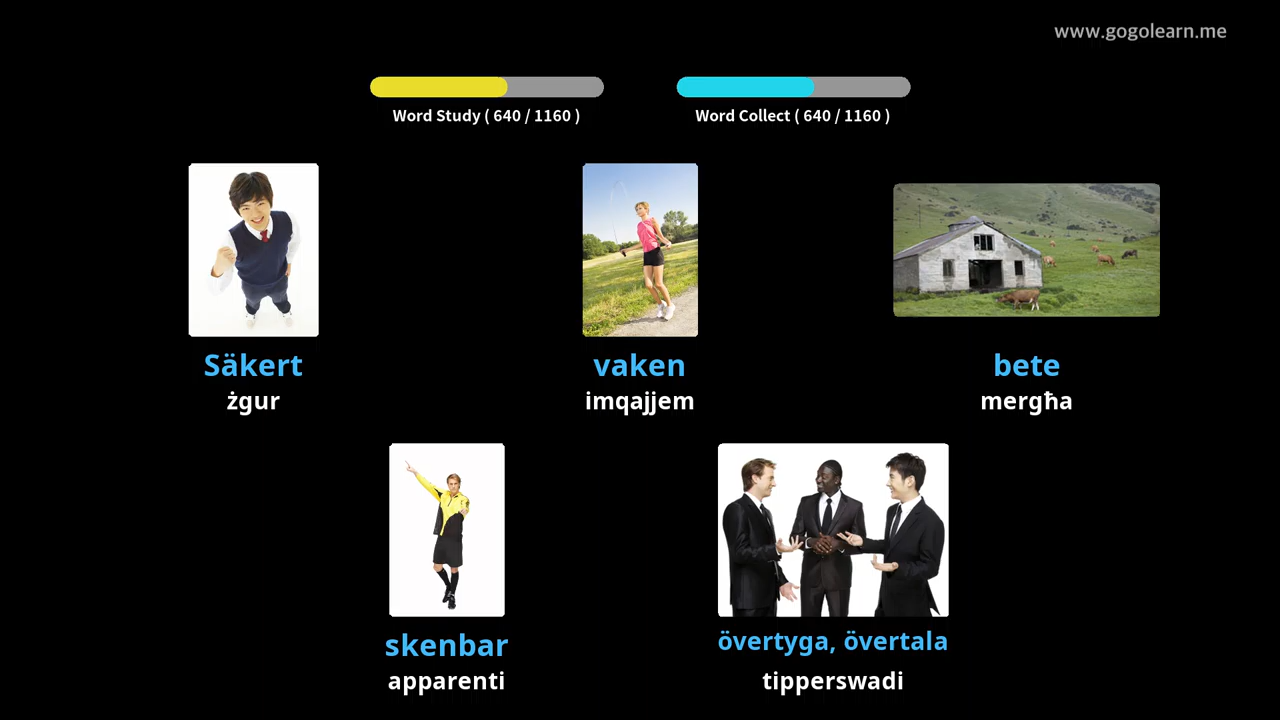 www.gogolearn.me
Word Study ( 640 / 1160 )
Word Collect ( 640 / 1160 )
Säkert
żgur
vaken
imqajjem
bete
mergħa
skenbar
apparenti
övertyga, övertala
tipperswadi